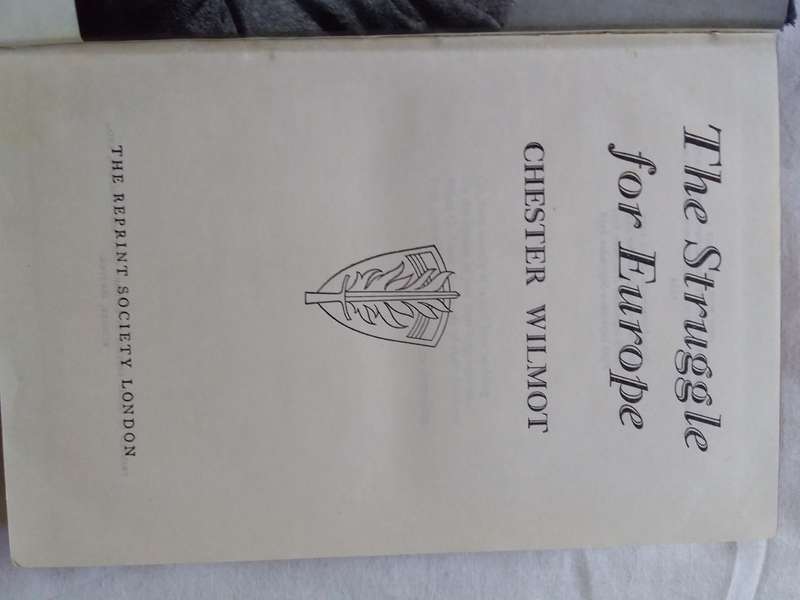 The Struggle
for Europe
CHESTER WILMOT
THE REPRINT SOCIETY LONDON